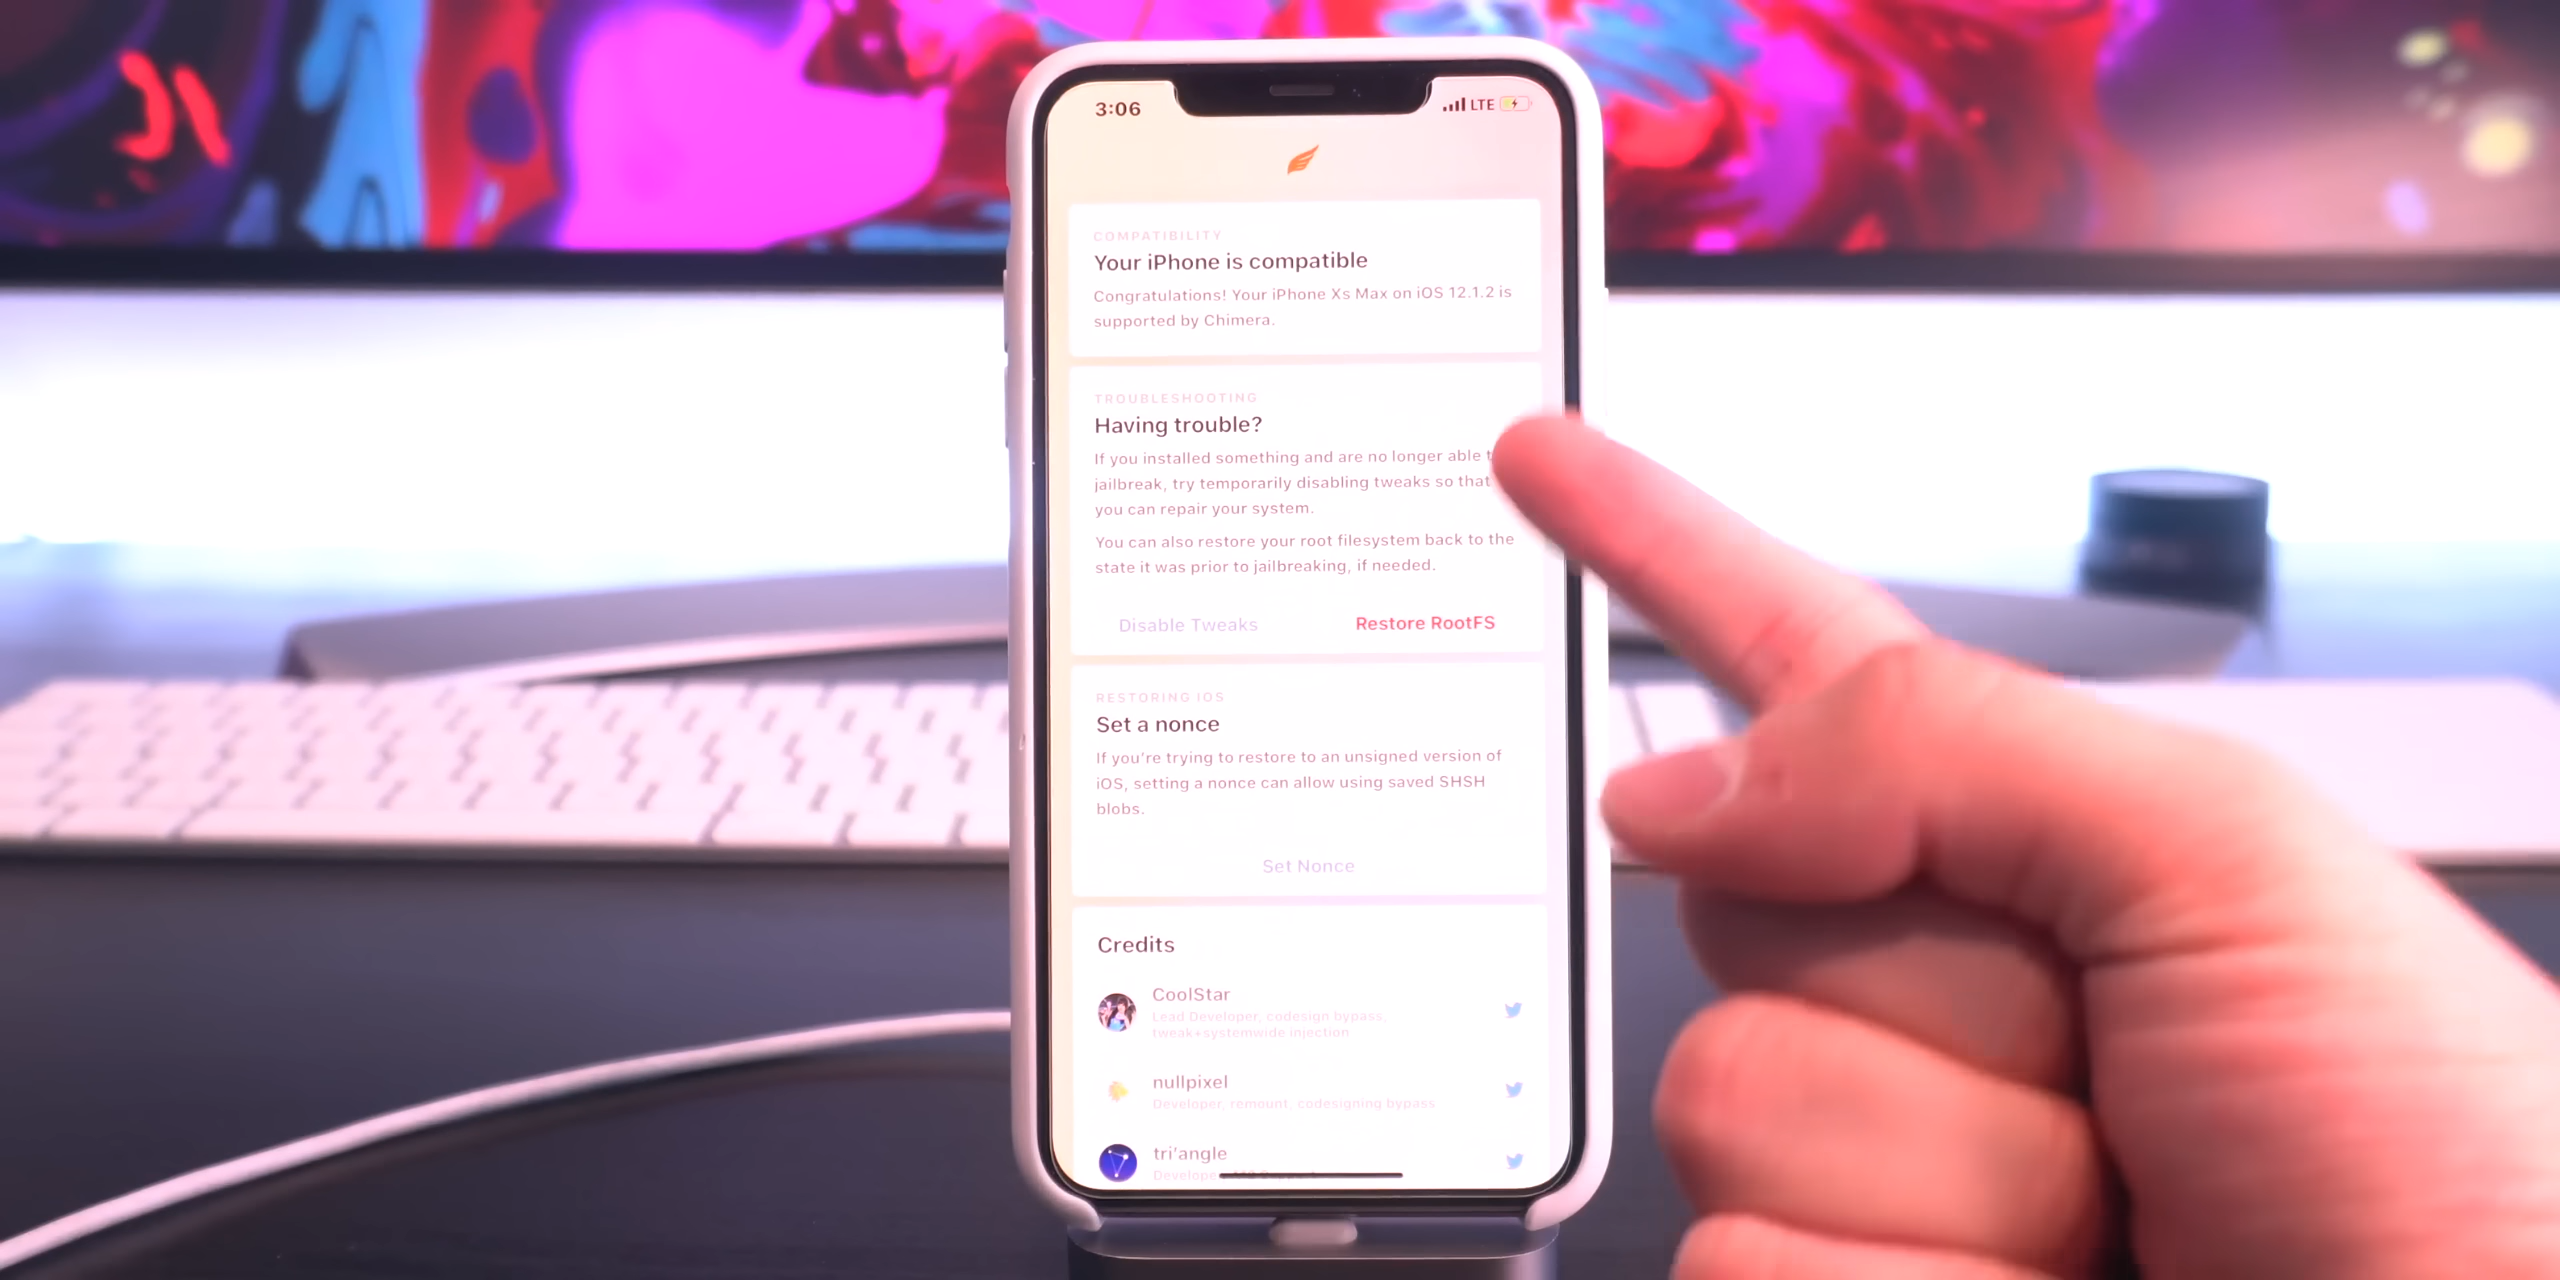 3:06
LTE
COMPATIBILITY
Your iPhone is compatible
Congratulations! Your iPhone Xs Max on iOS 12.1.2 is
supported by Chimera.
TROUBLESHOOTING
Having trouble?
If you installed something and are no longer able
jailbreak, try temporarily disabling tweaks so that
you can repair your system.
You can also restore your root filesystem back to the
state it was prior to jailbreaking, if needed.
Disable Tweaks
Restore RootFS
RESTORING IOS
Set a nonce
If you're trying to restore to an unsigned version of
iOS, setting a nonce can allow using saved SHSH
blobs.
Set Nonce
Credits
CoolStar
Lead Developer, codesign bypass,
tweak+systemwide injection
nullpixel
Developer, remount, codesigning bypass
tri'angle